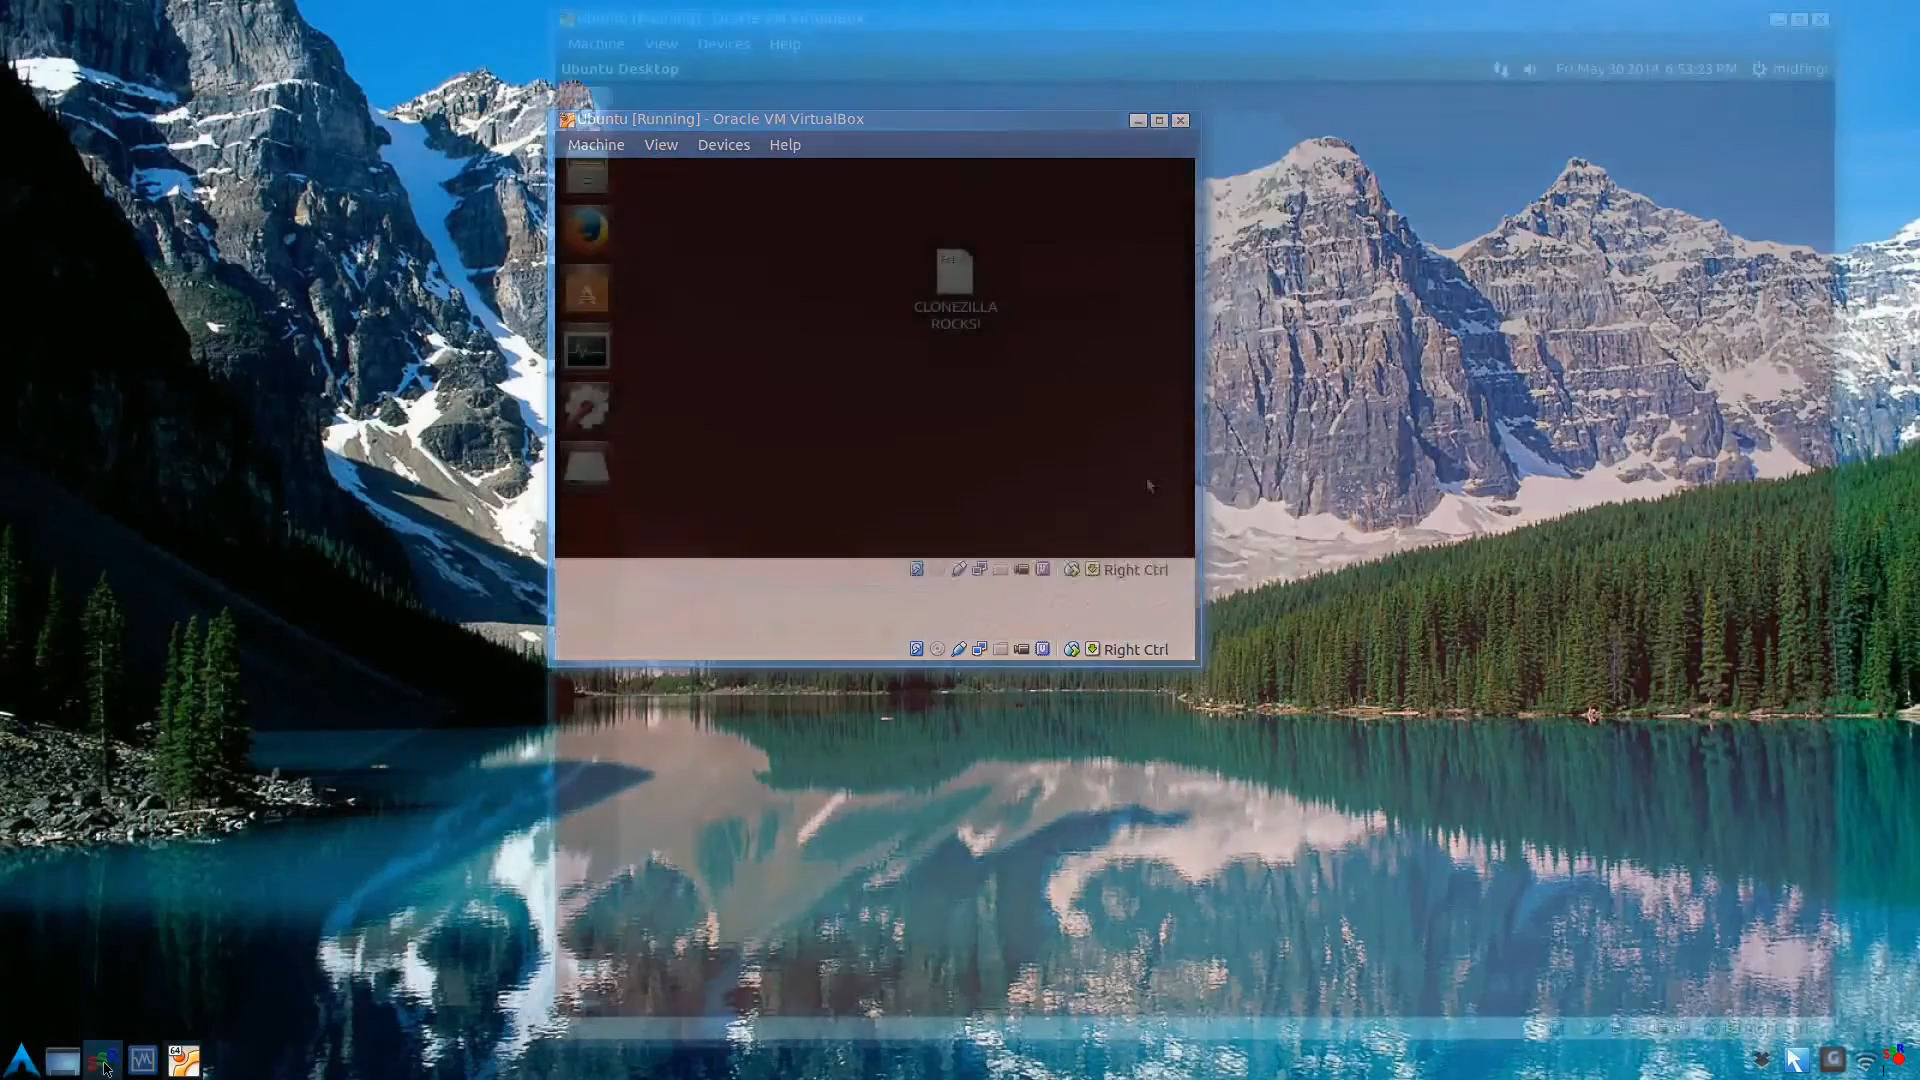 Ubuntu [Running] - Oracle VM VirtualBox
Machine View Devices Help
Ubuntu Desktop
Fri May 30 2014 6:53:23 PM
Ubuntu [Running] - Oracle VM VirtualBox
Machine View Devices Help
CLONEZILLA
ROCKS!
Right Ctrl
Right Ctrl
64